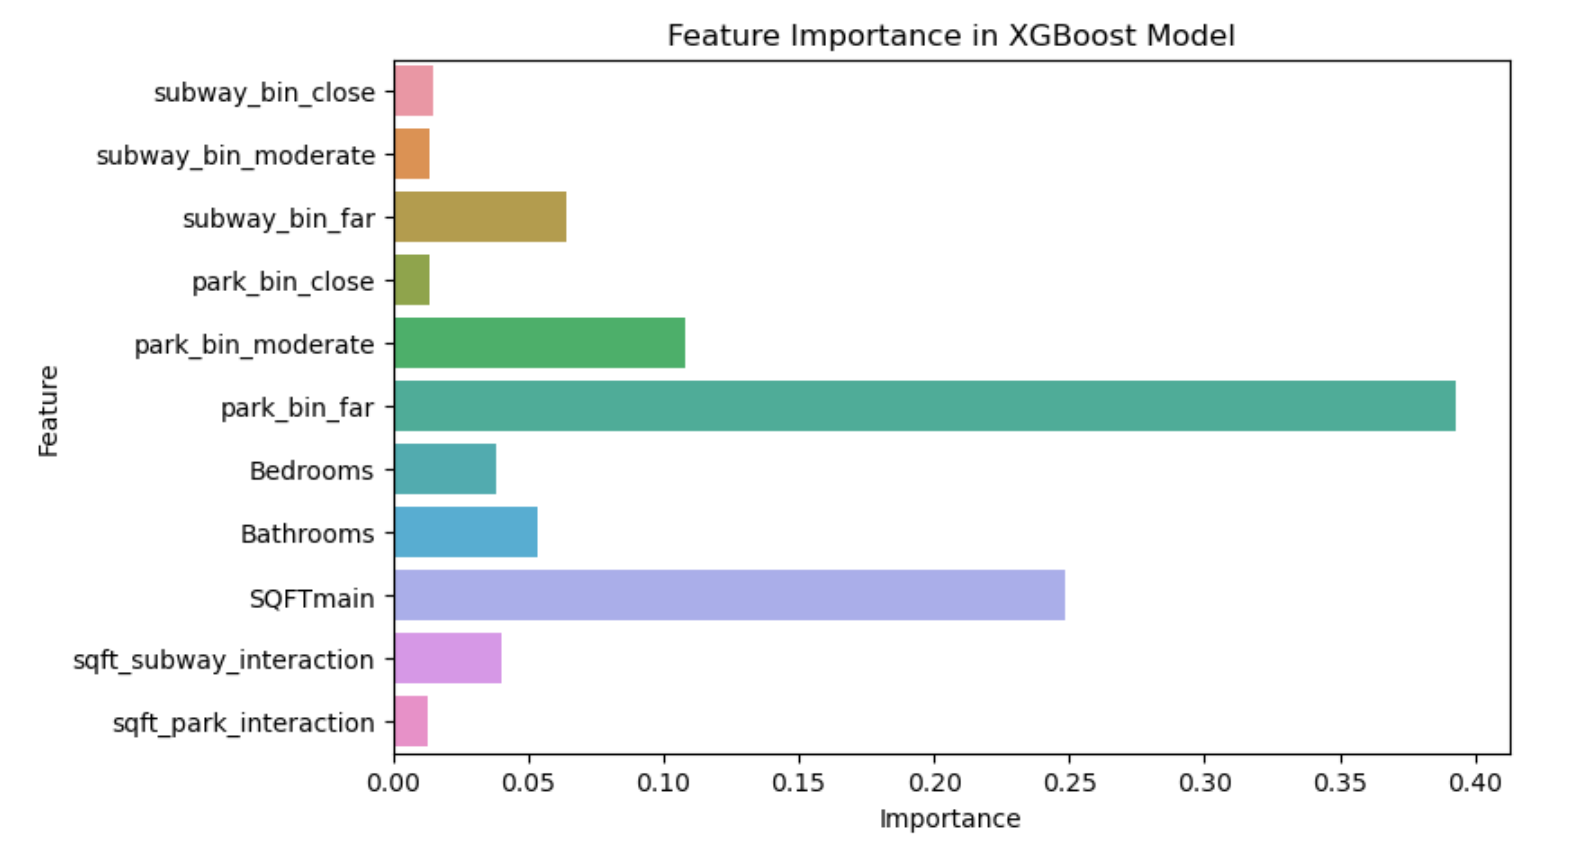 Feature Importance in XGBoost Model
subway_bin_close
subway_bin_moderate
subway_bin_far
park_bin_close
park_bin_moderate
park_bin_far
Bedrooms
Bathrooms
SQFTmain
sqft_subway_interaction
sqft_park_interaction
Feature
0.00 0.05 0.10 0.15 0.20 0.25 0.30 0.35 0.40
Importance